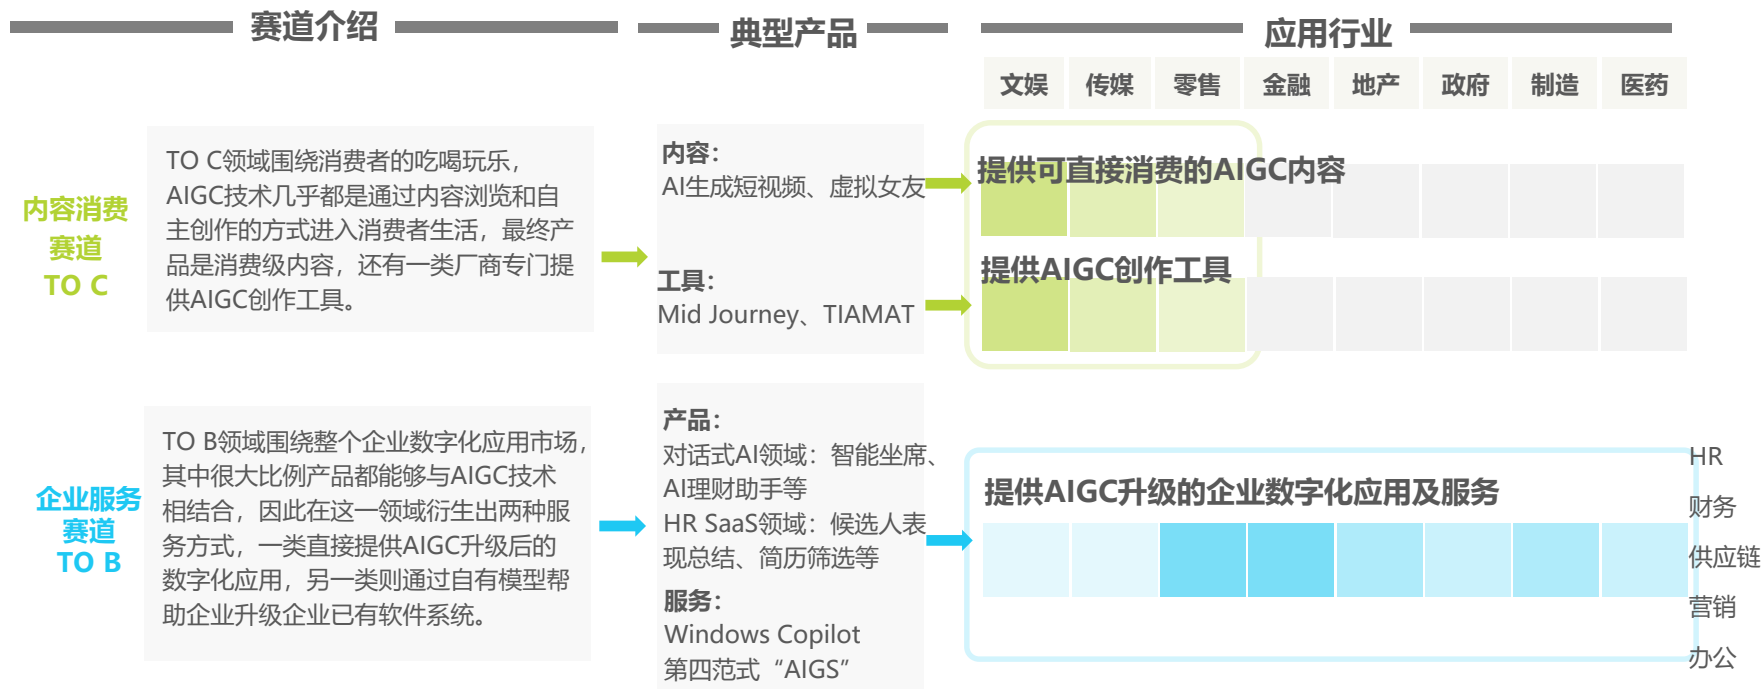 赛道介绍
典型产品
应用行业
文娱 传媒 零售 金融 地产 政府 制造 医药
内容消费
赛道
TO C
TO C领域围绕消费者的吃喝玩乐，
AIGC技术几乎都是通过内容浏览和自
主创作的方式进入消费者生活，最终产
品是消费级内容，还有一类厂商专门提
供AIGC创作工具。
内容：
AI生成短视频、虚拟女友
工具：
Mid Journey、TIAMAT
提供可直接消费的AIGC内容
提供AIGC创作工具
企业服务
赛道
TO B
TO B领域围绕整个企业数字化应用市场，
其中很大比例产品都能够与AIGC技术
相结合，因此在这一领域衍生出两种服
务方式，一类直接提供AIGC升级后的
数字化应用，另一类则通过自有模型帮
助企业升级企业已有软件系统。
产品：
对话式AI领域：智能坐席、
AI理财助手等
HR SaaS领域：候选人表
现总结、简历筛选等
服务：
Windows Copilot
第四范式“AIGS”
提供AIGC升级的企业数字化应用及服务
HR
财务
供应链
营销
办公